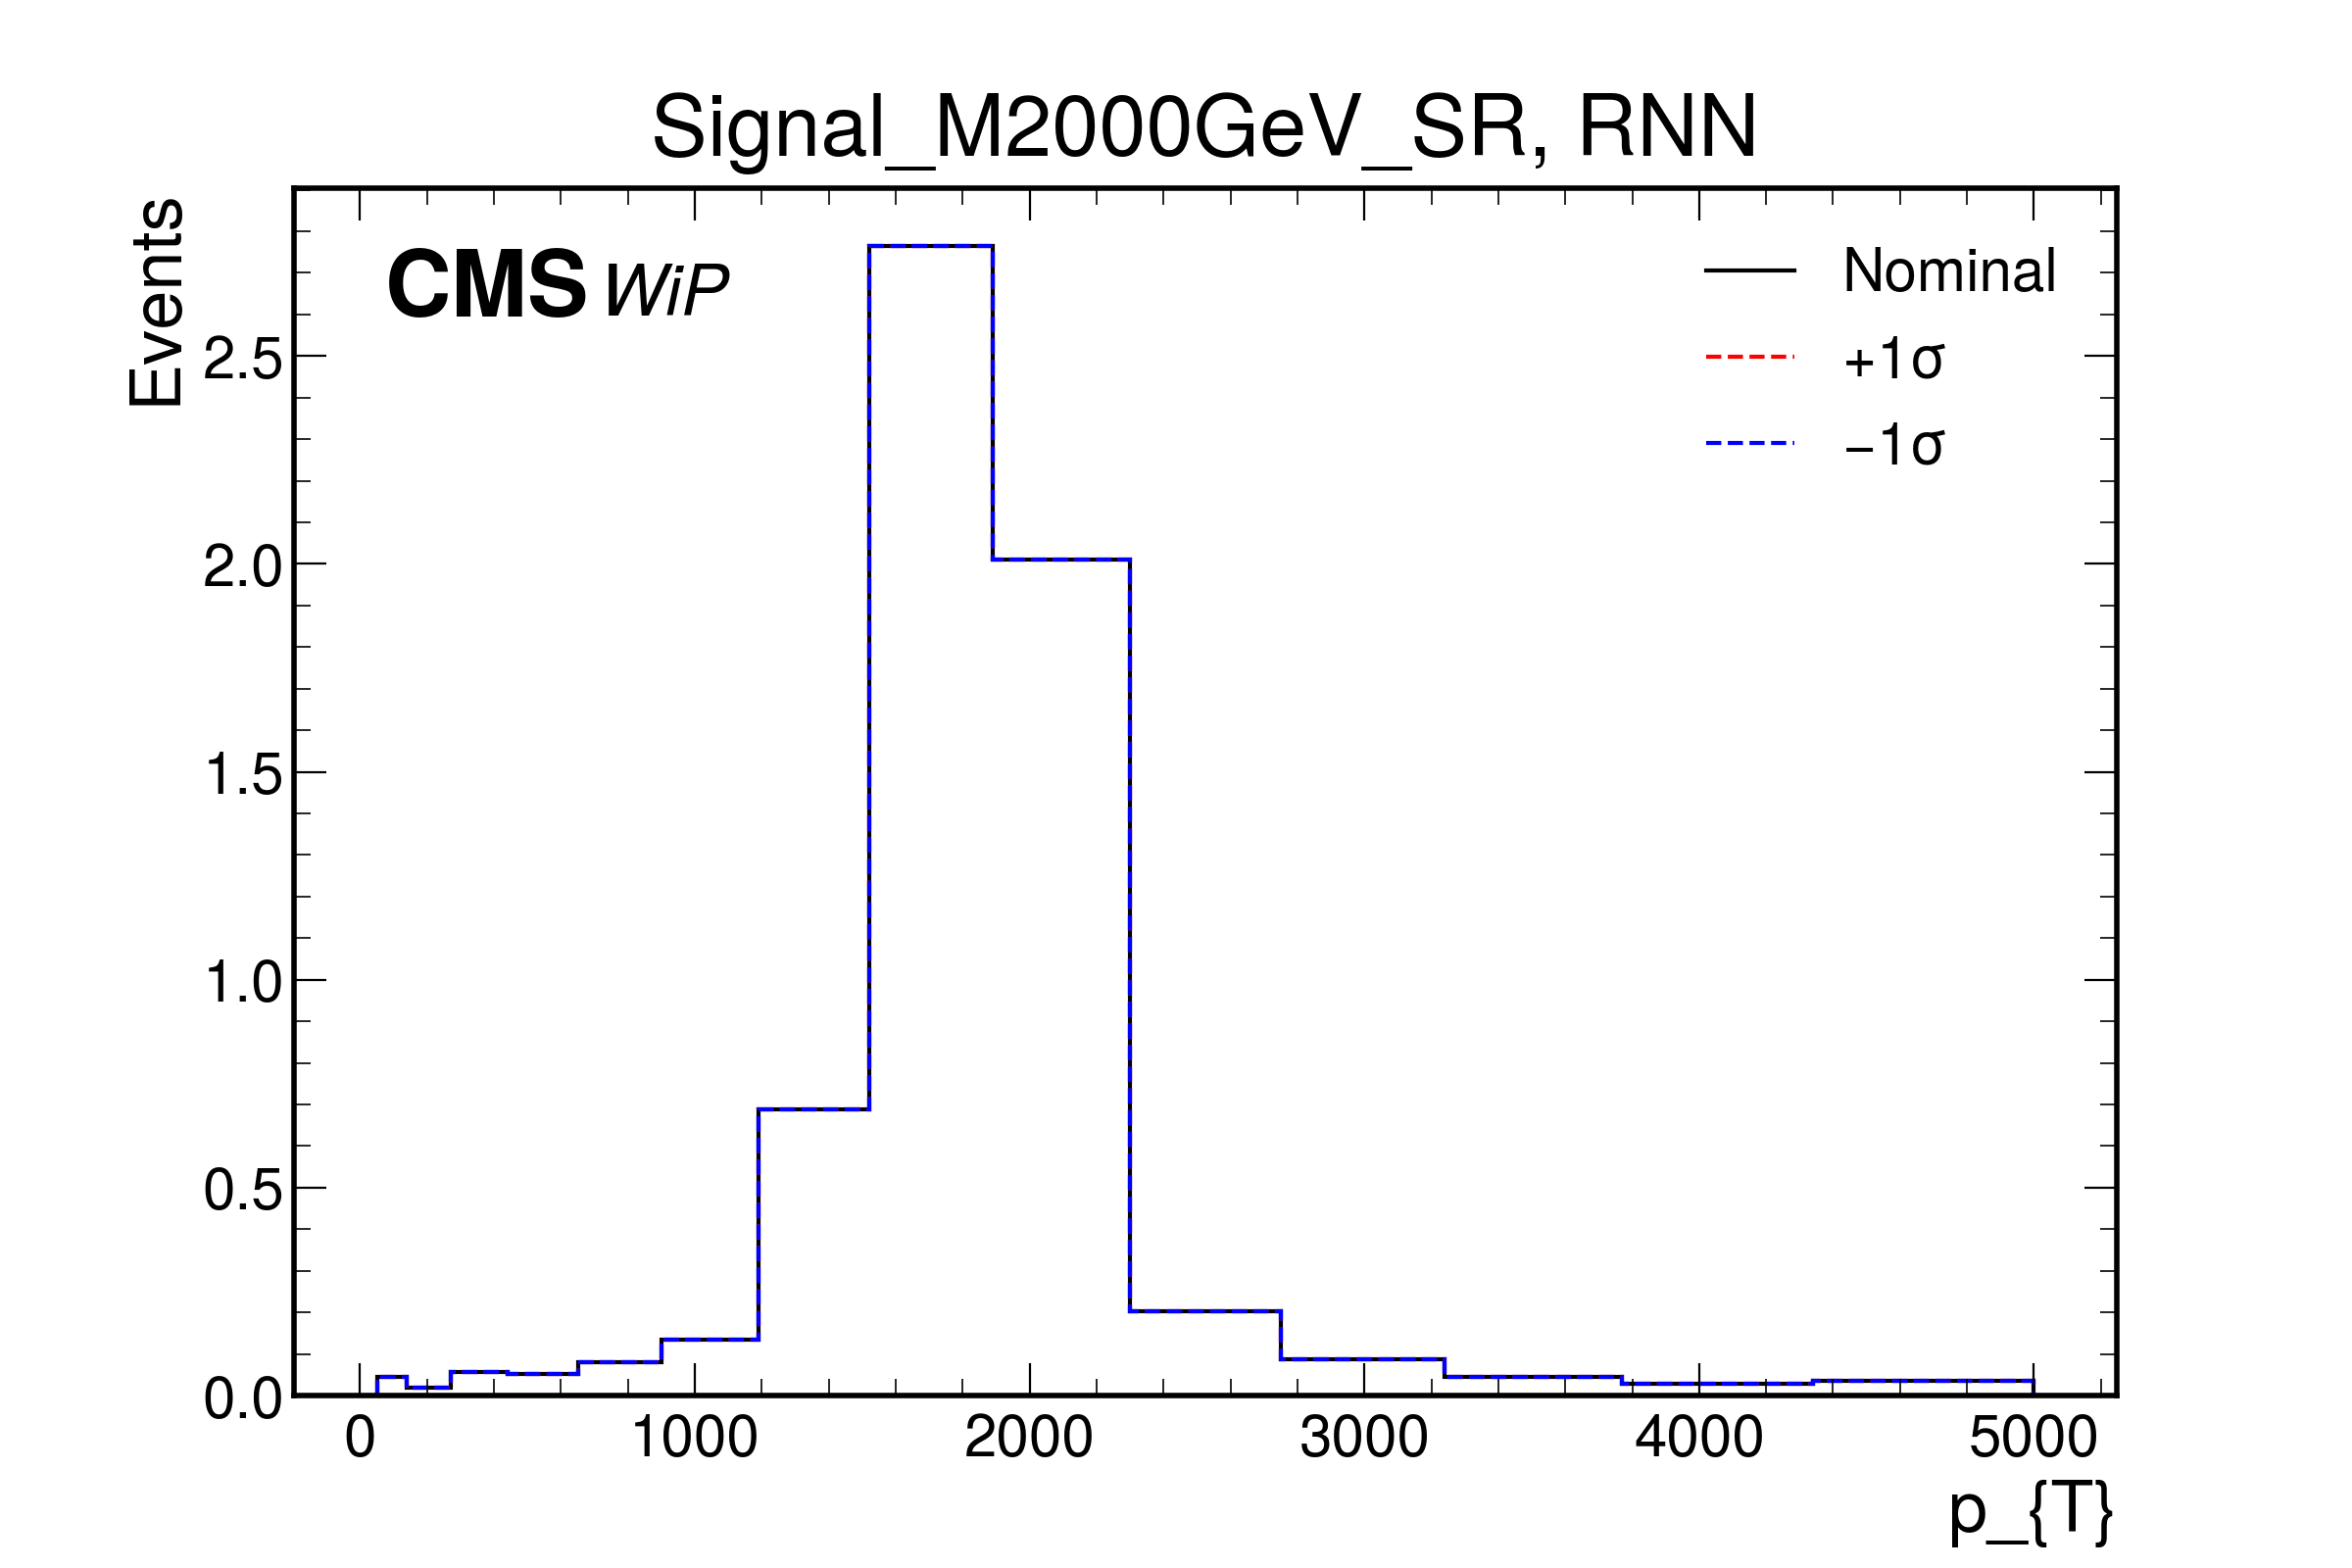 Signal_M2000GeV_SR, RNN
Events
CMS WiP
Nominal
+1σ
−1σ
2.5
2.0
1.5
1.0
0.5
0.0
0 1000 2000 3000 4000 5000
p_{T}